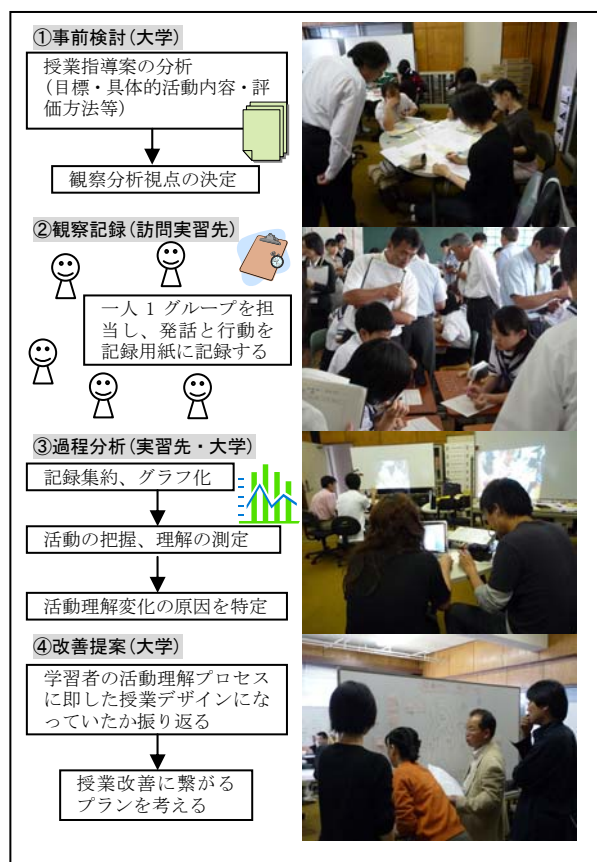 ①事前検討(大学)
授業指導案の分析
(目標・具体的活動内容・評
価方法等)
観察分析視点の決定
②観察記録(訪問実習先)
一人 1 グループを担
当し、発話と行動を
記録用紙に記録する
③過程分析(実習先・大学)
記録集約、グラフ化
活動の把握、理解の測定
活動理解変化の原因を特定
④改善提案(大学)
学習者の活動理解プロセス
に即した授業デザインにな
っていたか振り返る
授業改善に繋がる
プランを考える